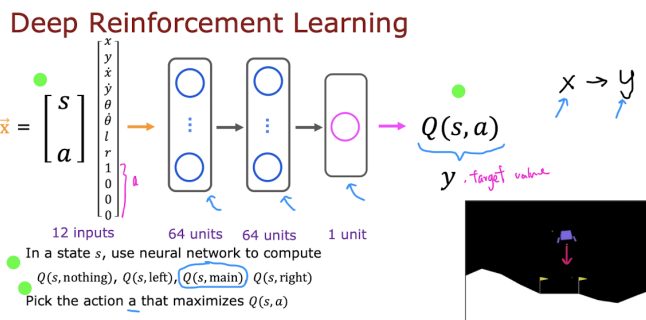 Deep Reinforcement Learning
x⃗ = [s a]
x
y
ẋ
ẏ
θ
θ̇
l
r
1
0
0
0
a
...
...
Q(s, a)
y . target value
x → y
12 inputs 64 units 64 units 1 unit
In a state s, use neural network to compute
Q(s, nothing), Q(s, left), Q(s, main) Q(s, right)
Pick the action a that maximizes Q(s, a)